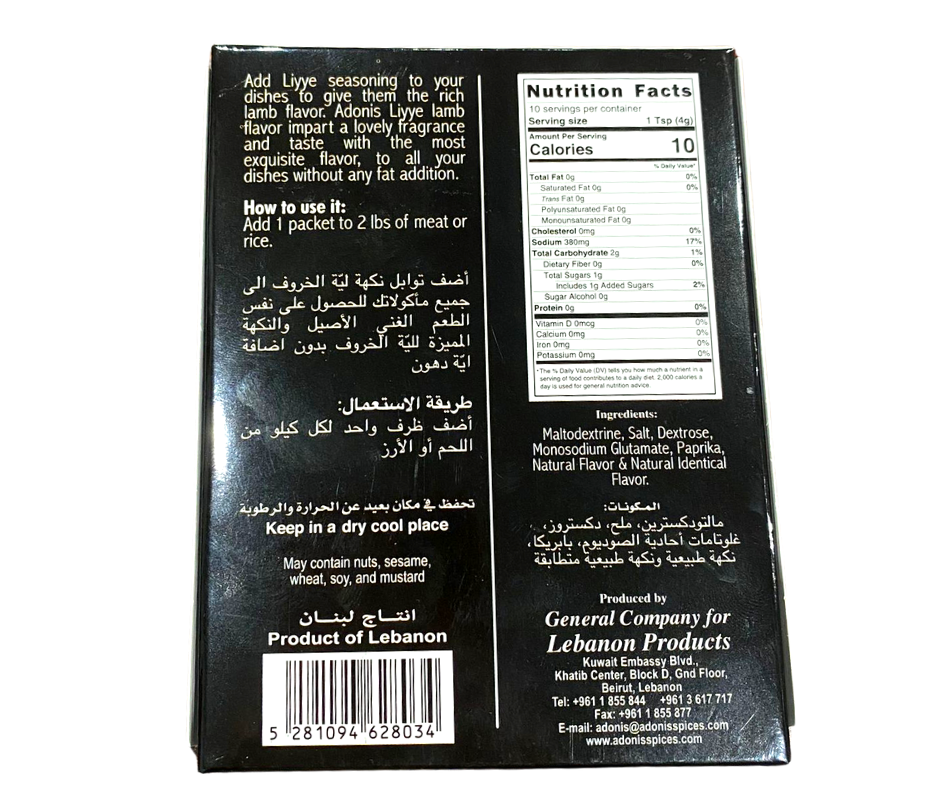 Add Liyye seasoning to your
dishes to give them the rich
lamb flavor. Adonis Liyye lamb
flavor impart a lovely fragrance
and taste with the most
exquisite flavor, to all your
dishes without any fat addition.
How to use it:
Add 1 packet to 2 lbs of meat or
rice.
أضف توابل نكهة ليّة الخروف الى
جميع مأكولاتك للحصول على نفس
الطعم الغني الأصيل والنكهة
المميزة لليّة الخروف بدون اضافة
ايّة دهون
طريقة الإستعمال:
أضف ظرف واحد لكل كيلو من
اللحم أو الأرز
تحفظ في مكان بعيد عن الحرارة والرطوبة
Keep in a dry cool place
May contain nuts, sesame,
wheat, soy, and mustard
انتاج لبنان
Product of Lebanon
5 281094 628034
Nutrition Facts
10 servings per container
Serving size 1 Tsp (4g)
Amount Per Serving
Calories 10
% Daily Value*
Total Fat 0g 0%
Saturated Fat 0g 0%
Trans Fat 0g
Polyunsaturated Fat 0g
Monounsaturated Fat 0g
Cholesterol 0mg 0%
Sodium 380mg 17%
Total Carbohydrate 2g 1%
Dietary Fiber 0g 0%
Total Sugars 1g
Includes 1g Added Sugars 2%
Sugar Alcohol 0g
Protein 0g 0%
Vitamin D 0mcg 0%
Calcium 0mg 0%
Iron 0mg 0%
Potassium 0mg 0%
*The % Daily Value (DV) tells you how much a nutrient in a
serving of food contributes to a daily diet. 2,000 calories a
day is used for general nutrition advice.
Ingredients:
Maltodextrine, Salt, Dextrose,
Monosodium Glutamate, Paprika,
Natural Flavor & Natural Identical
Flavor.
المكونات:
مالتودكسترين، ملح، دكستروز،
غلوتامات أحادية الصوديوم، بابريكا،
نكهة طبيعية ونكهة طبيعية متطابقة
Produced by
General Company for
Lebanon Products
Kuwait Embassy Blvd.,
Khatib Center, Block D, Gnd Floor,
Beirut, Lebanon
Tel: +961 1 855 844 +961 3 617 717
Fax: +961 1 855 877
E-mail: adonis@adonisspices.com
www.adonisspices.com